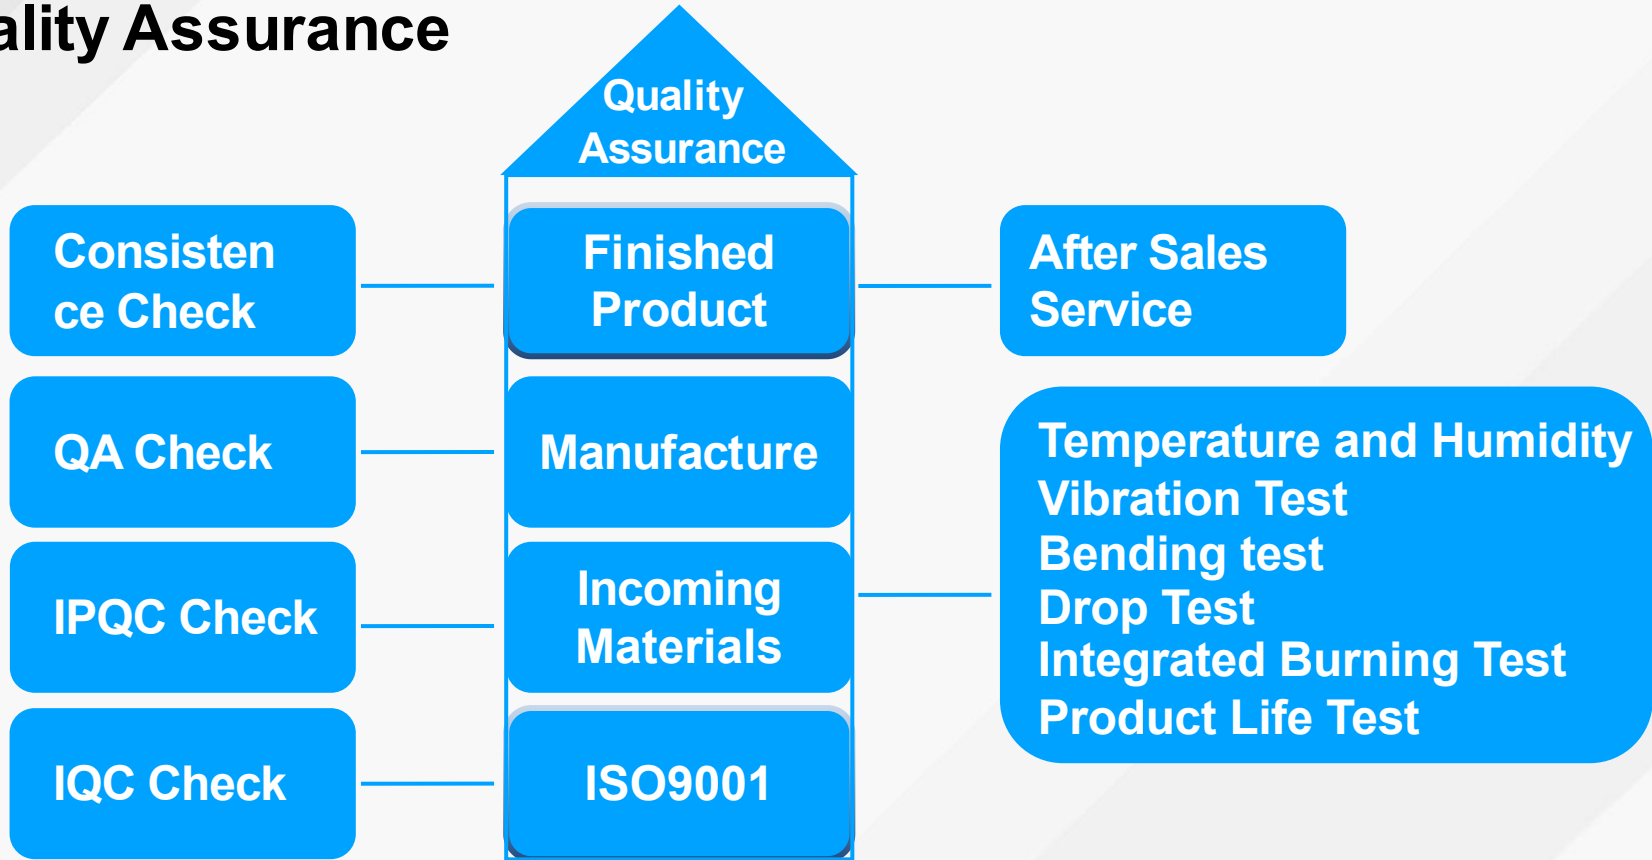 ality Assurance
Quality
Assurance
Consisten
ce Check
Finished
Product
After Sales
Service
QA Check
Manufacture
Temperature and Humidity
Vibration Test
Bending test
Drop Test
Integrated Burning Test
Product Life Test
IPQC Check
Incoming
Materials
IQC Check
ISO9001